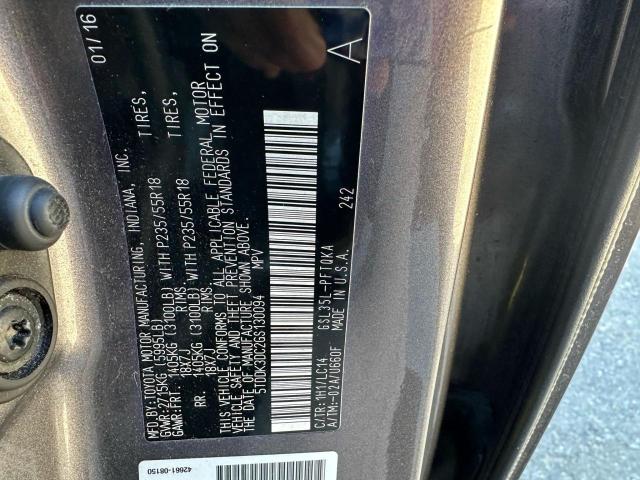 MFD.BY:TOYOTA MOTOR MANUFACTURING, INDIANA, INC. 01/16
GVWR:2715KG (5995LB)
GAWR:FRT. 1405KG (3100LB) WITH P235/55R18 TIRES,
18X7J RIMS,
RR. 1405KG (3100LB) WITH P235/55R18 TIRES,
18X7J RIMS,
THIS VEHICLE CONFORMS TO ALL APPLICABLE FEDERAL MOTOR
VEHICLE SAFETY AND THEFT PREVENTION STANDARDS IN EFFECT ON
THE DATE OF MANUFACTURE SHOWN ABOVE.
5TDDK3DC2GS130094 MPV
A
242
C/TR:1H1/LC14 GSL35L-PFTQKA
A/TM:-02A/U660F MADE IN U.S.A.
42661-08150